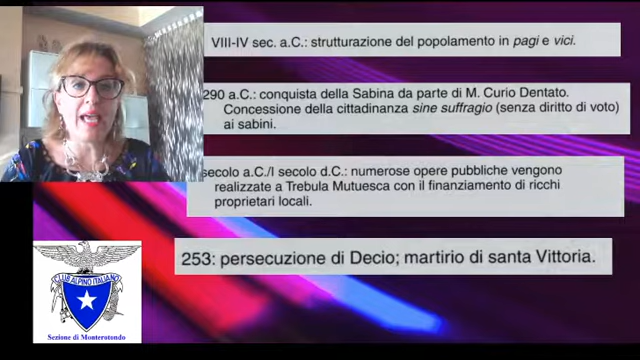 VIII-IV sec. a.C.: strutturazione del popolamento in pagi e vici.
290 a.C.: conquista della Sabina da parte di M. Curio Dentato.
Concessione della cittadinanza sine suffragio (senza diritto di voto)
ai sabini.
secolo a.C./I secolo d.C.: numerose opere pubbliche vengono
realizzate a Trebula Mutuesca con il finanziamento di ricchi
proprietari locali.
253: persecuzione di Decio; martirio di santa Vittoria.
CLUB ALPINO ITALIANO
Sezione di Monterotondo